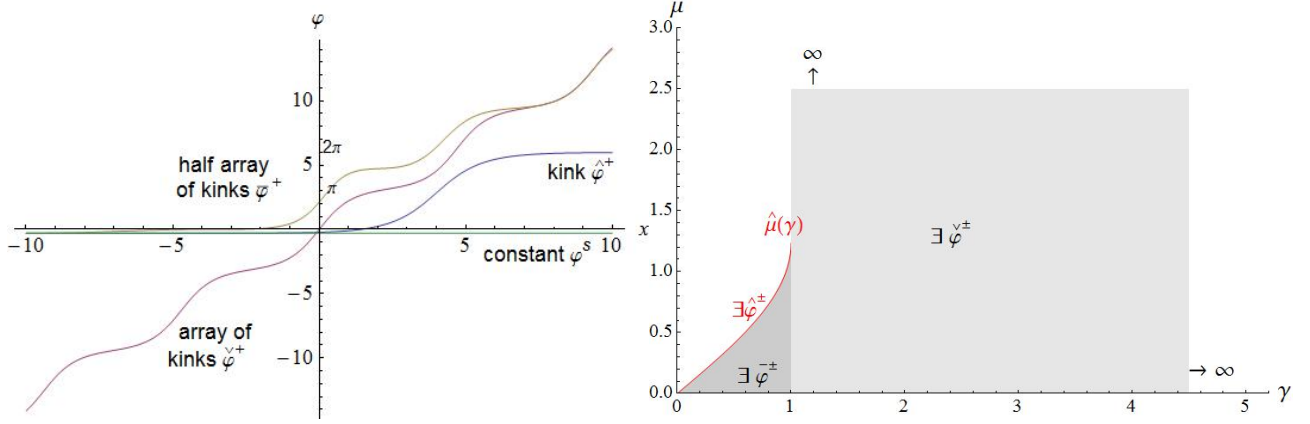 φ
10
5
2π
π
half array
of kinks φ̄⁺
kink φ̂⁺
−10
−5
5
10
x
constant φˢ
−5
−10
array of
kinks φ̌⁺
μ
3.0
2.5
2.0
1.5
1.0
0.5
0.0
∞
↑
μ̂(γ)
∃ φ̌±
∃φ̂±
∃ φ̄±
→ ∞
0
1
2
3
4
5
γ